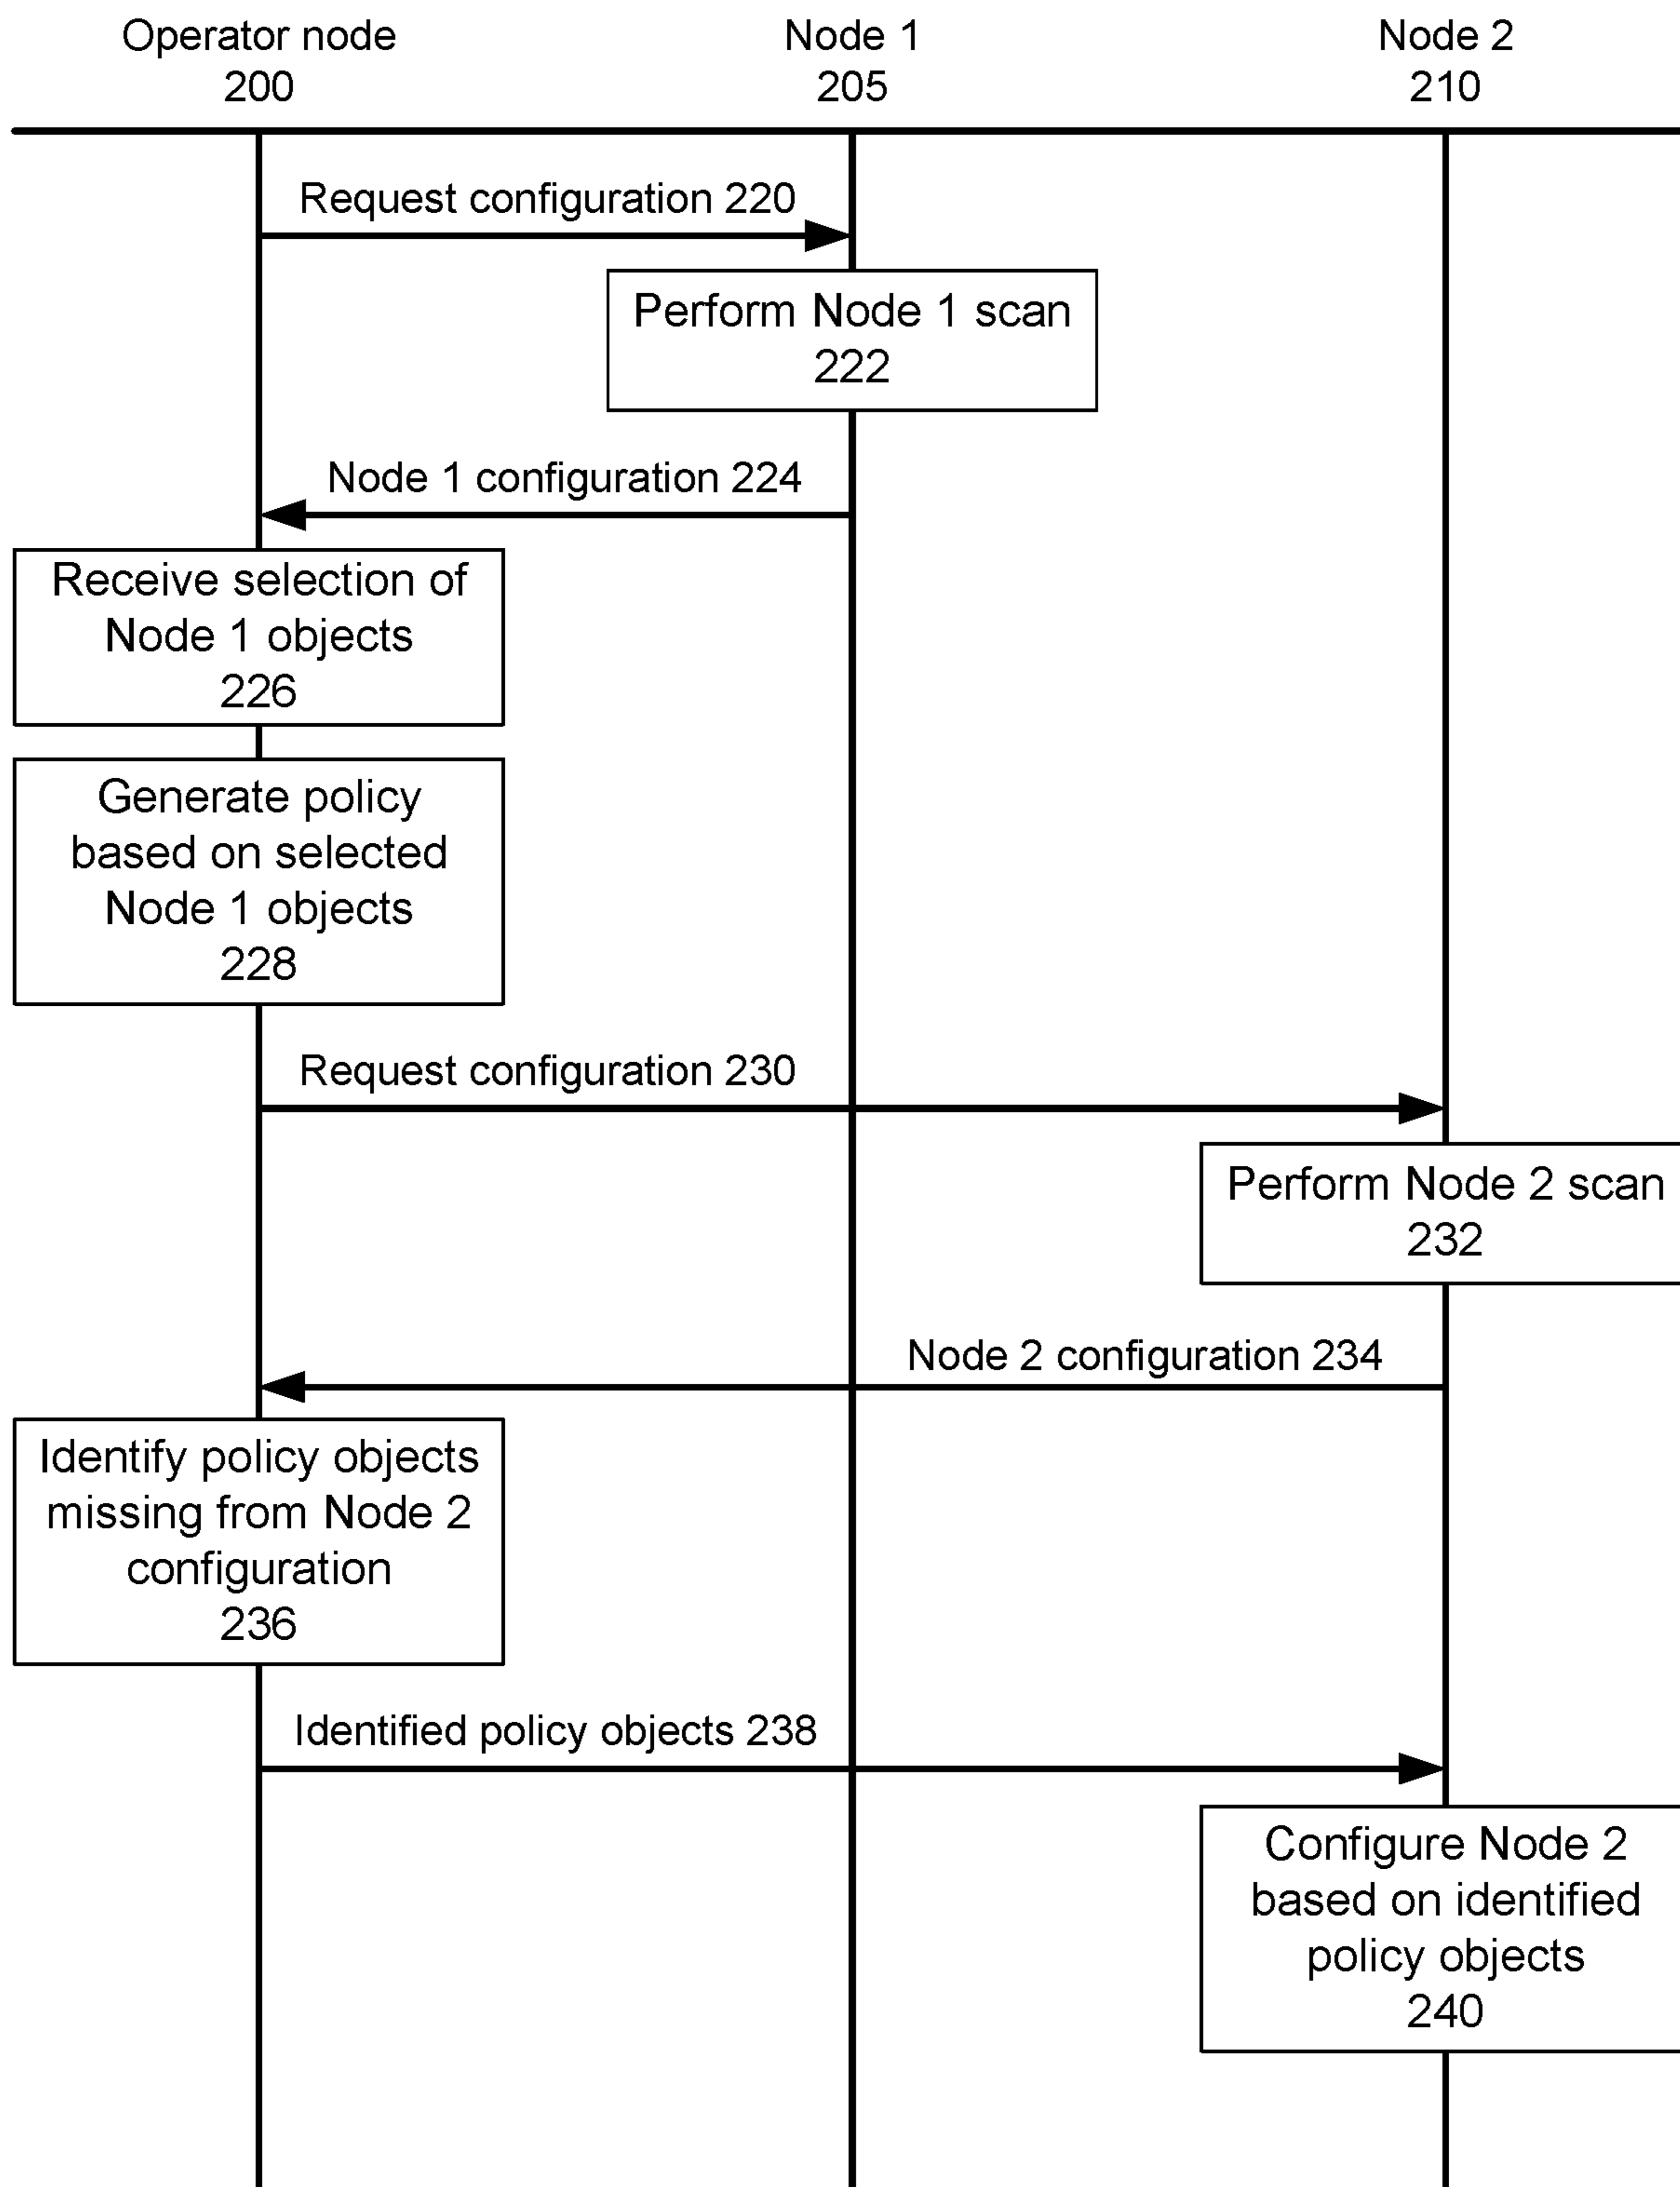 Operator node
200
Node 1
205
Node 2
210
Request configuration 220
Perform Node 1 scan
222
Node 1 configuration 224
Receive selection of
Node 1 objects
226
Generate policy
based on selected
Node 1 objects
228
Request configuration 230
Perform Node 2 scan
232
Node 2 configuration 234
Identify policy objects
missing from Node 2
configuration
236
Identified policy objects 238
Configure Node 2
based on identified
policy objects
240